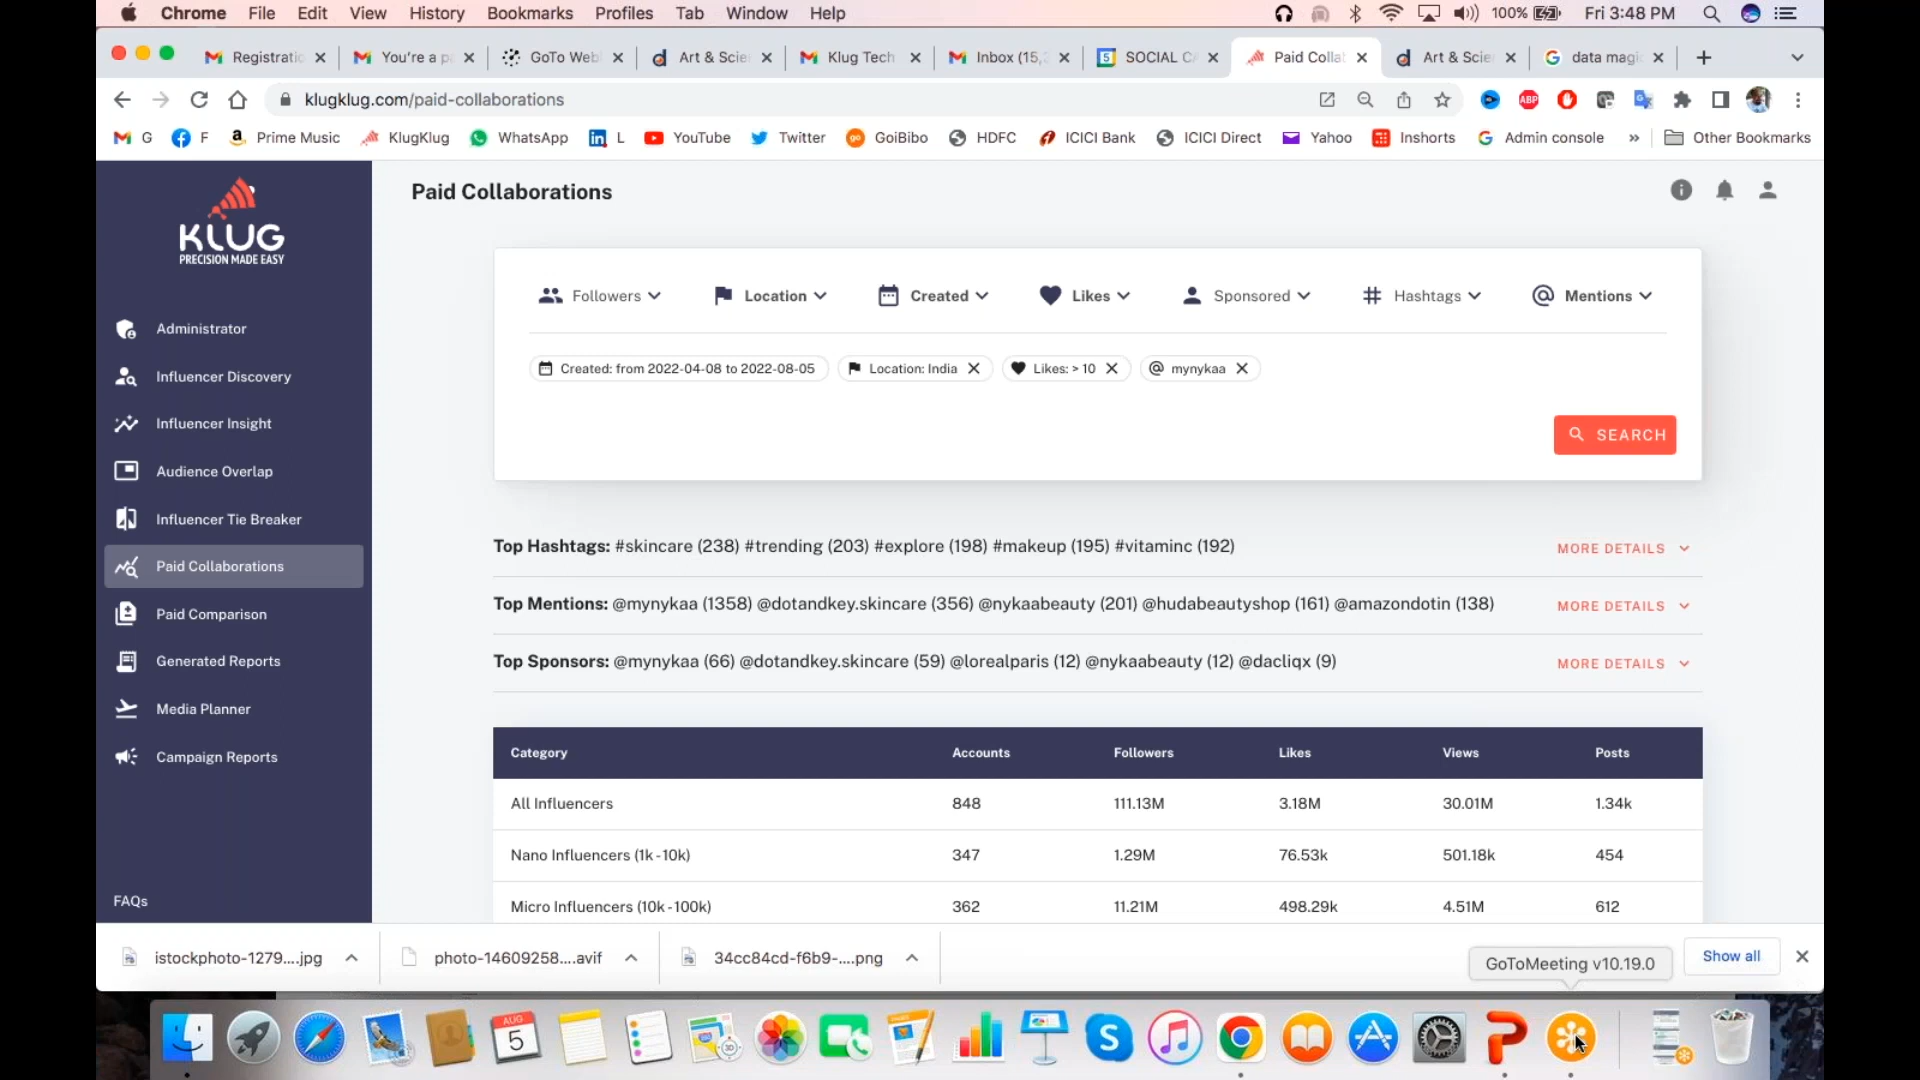 Chrome File Edit View History Bookmarks Profiles Tab Window Help 100% Fri 3:48 PM
Registratio You're a pa GoTo Web Art & Scie Klug Tech Inbox (15, SOCIAL CA Paid Collab Art & Scie data magi
klugklug.com/paid-collaborations ABP
G F Prime Music KlugKlug WhatsApp L YouTube Twitter GoiBibo HDFC ICICI Bank ICICI Direct Yahoo Inshorts Admin console » Other Bookmarks
KLUG
PRECISION MADE EASY
Administrator
Influencer Discovery
Influencer Insight
Audience Overlap
Influencer Tie Breaker
Paid Collaborations
Paid Comparison
Generated Reports
Media Planner
Campaign Reports
FAQs
Paid Collaborations
Followers Location Created Likes Sponsored Hashtags Mentions
Created: from 2022-04-08 to 2022-08-05 Location: India Likes: > 10 mynykaa
SEARCH
Top Hashtags: #skincare (238) #trending (203) #explore (198) #makeup (195) #vitaminc (192) MORE DETAILS
Top Mentions: @mynykaa (1358) @dotandkey.skincare (356) @nykaabeauty (201) @hudabeautyshop (161) @amazondotin (138) MORE DETAILS
Top Sponsors: @mynykaa (66) @dotandkey.skincare (59) @lorealparis (12) @nykaabeauty (12) @dacliqx (9) MORE DETAILS
Category Accounts Followers Likes Views Posts
All Influencers 848 111.13M 3.18M 30.01M 1.34k
Nano Influencers (1k-10k) 347 1.29M 76.53k 501.18k 454
Micro Influencers (10k-100k) 362 11.21M 498.29k 4.51M 612
istockphoto-1279....jpg photo-14609258....avif 34cc84cd-f6b9-....png GoToMeeting v10.19.0 Show all
AUG
5